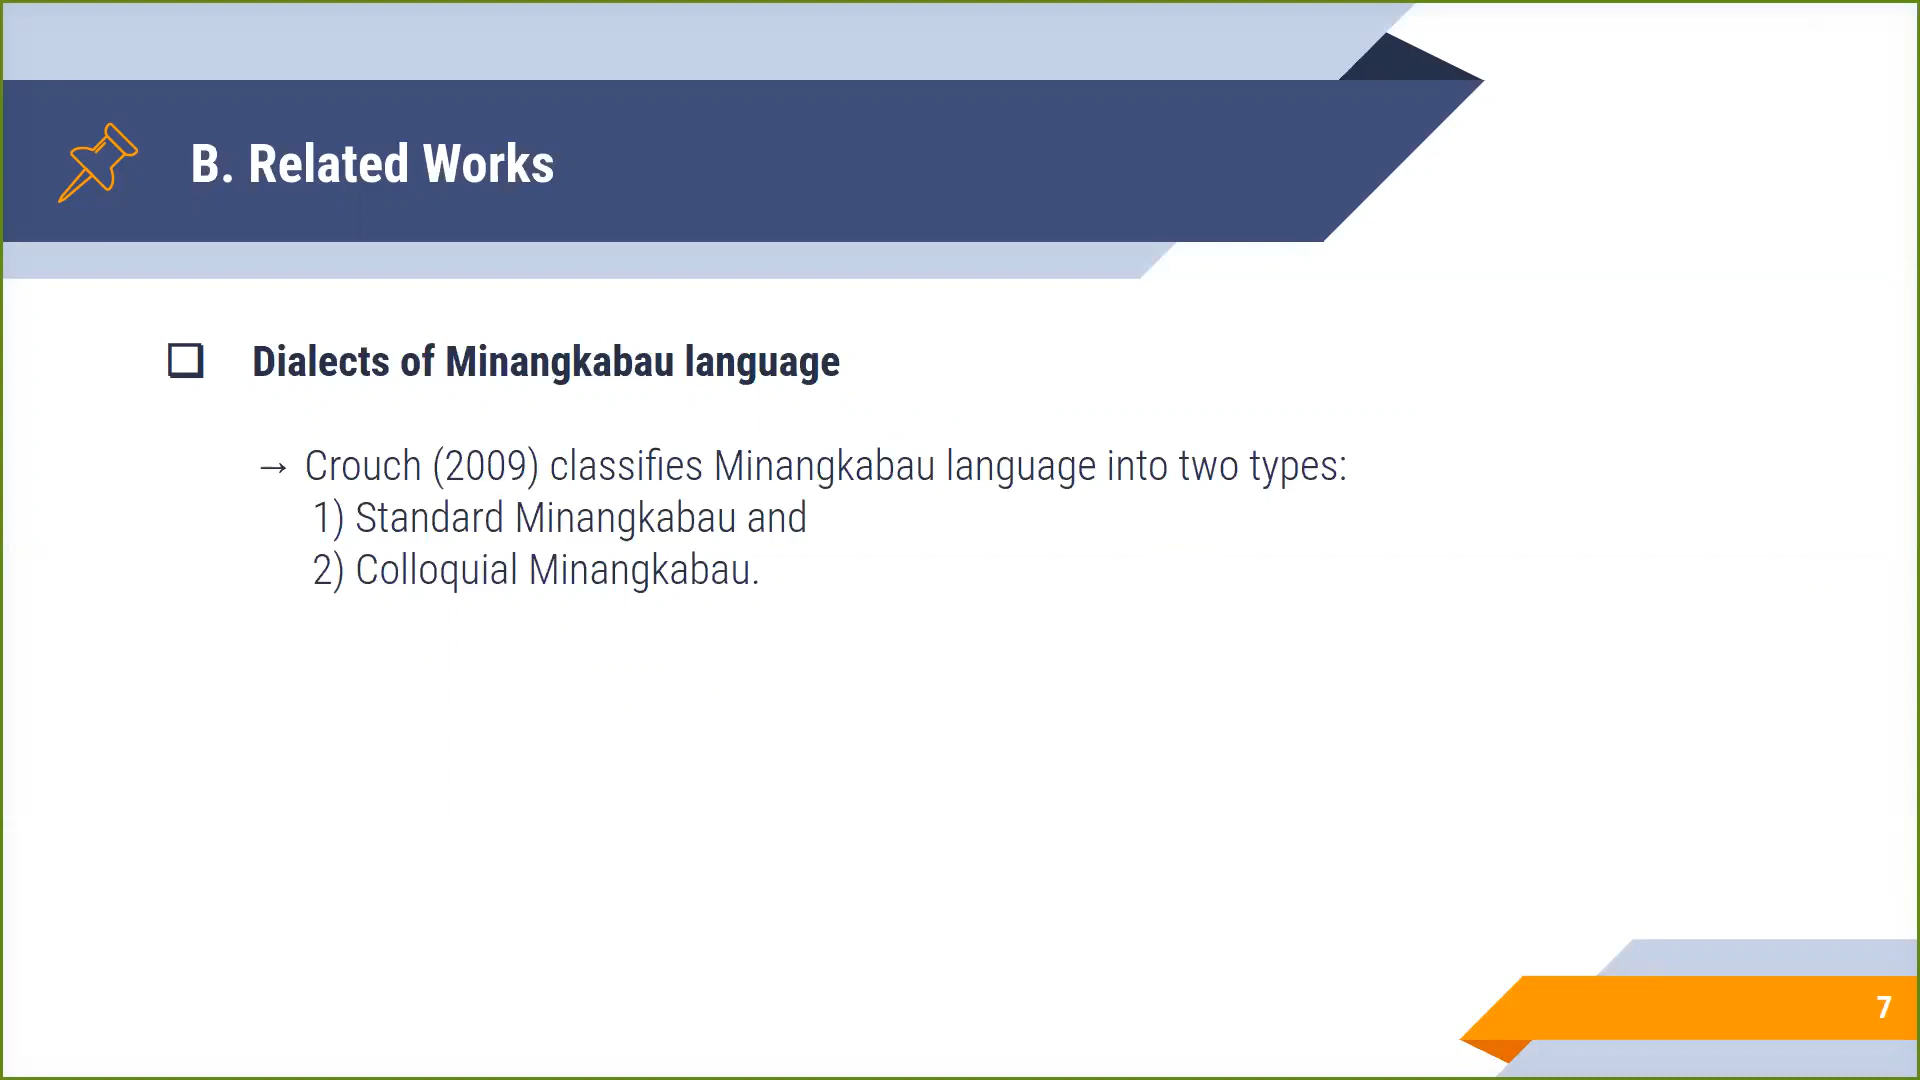 B. Related Works
❑ Dialects of Minangkabau language
→ Crouch (2009) classifies Minangkabau language into two types:
1) Standard Minangkabau and
2) Colloquial Minangkabau.
7